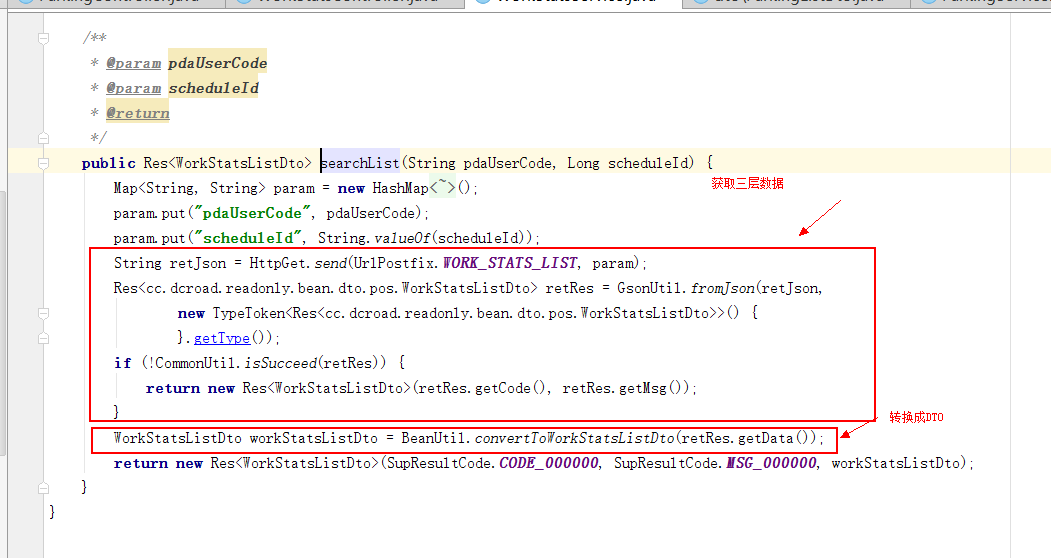 /**
* @param pdaUserCode
* @param scheduleId
* @return
*/
public Res<WorkStatsListDto> searchList(String pdaUserCode, Long scheduleId) {
Map<String, String> param = new HashMap<~>();
获取三层数据
param.put("pdaUserCode", pdaUserCode);
param.put("scheduleId", String.valueOf(scheduleId));
String retJson = HttpGet.send(UrlPostfix.WORK_STATS_LIST, param);
Res<cc.dcroad.readonly.bean.dto.pos.WorkStatsListDto> retRes = GsonUtil.fromJson(retJson,
new TypeToken<Res<cc.dcroad.readonly.bean.dto.pos.WorkStatsListDto>>() {
}.getType());
if (!CommonUtil.isSucceed(retRes)) {
return new Res<WorkStatsListDto>(retRes.getCode(), retRes.getMsg());
}
转换成DTO
WorkStatsListDto workStatsListDto = BeanUtil.convertToWorkStatsListDto(retRes.getData());
return new Res<WorkStatsListDto>(SupResultCode.CODE_000000, SupResultCode.MSG_000000, workStatsListDto);
}
}